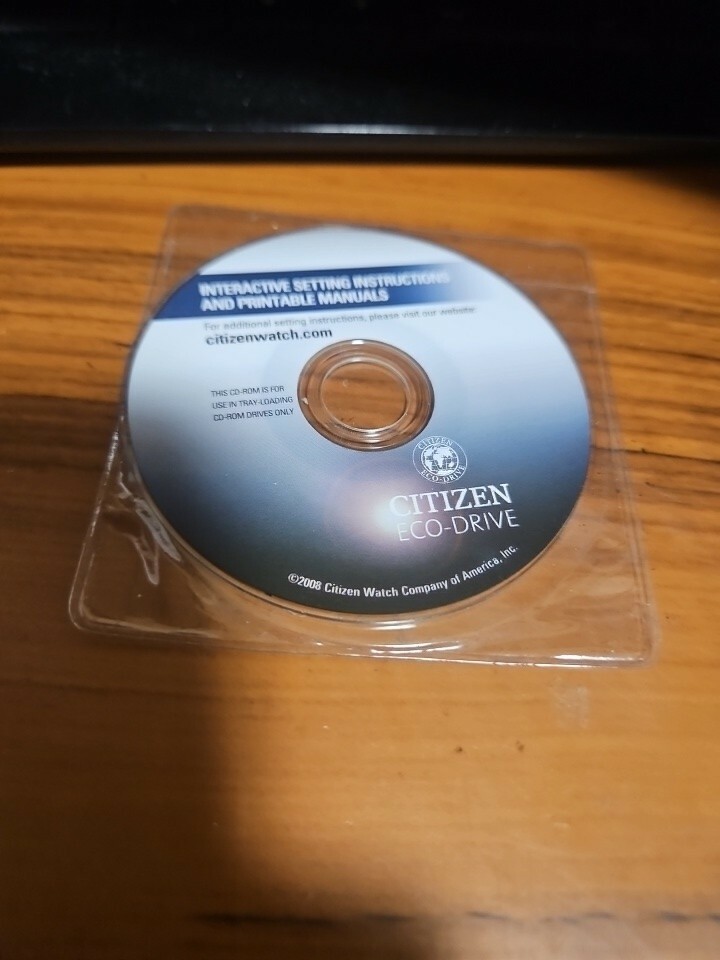 INTERACTIVE SETTING INSTRUCTIONS
AND PRINTABLE MANUALS
For additional setting instructions, please visit our website:
citizenwatch.com
THIS CD-ROM IS FOR
USE IN TRAY-LOADING
CD-ROM DRIVES ONLY
CITIZEN
ECO-DRIVE
CITIZEN
ECO-DRIVE
©2008 Citizen Watch Company of America, Inc.